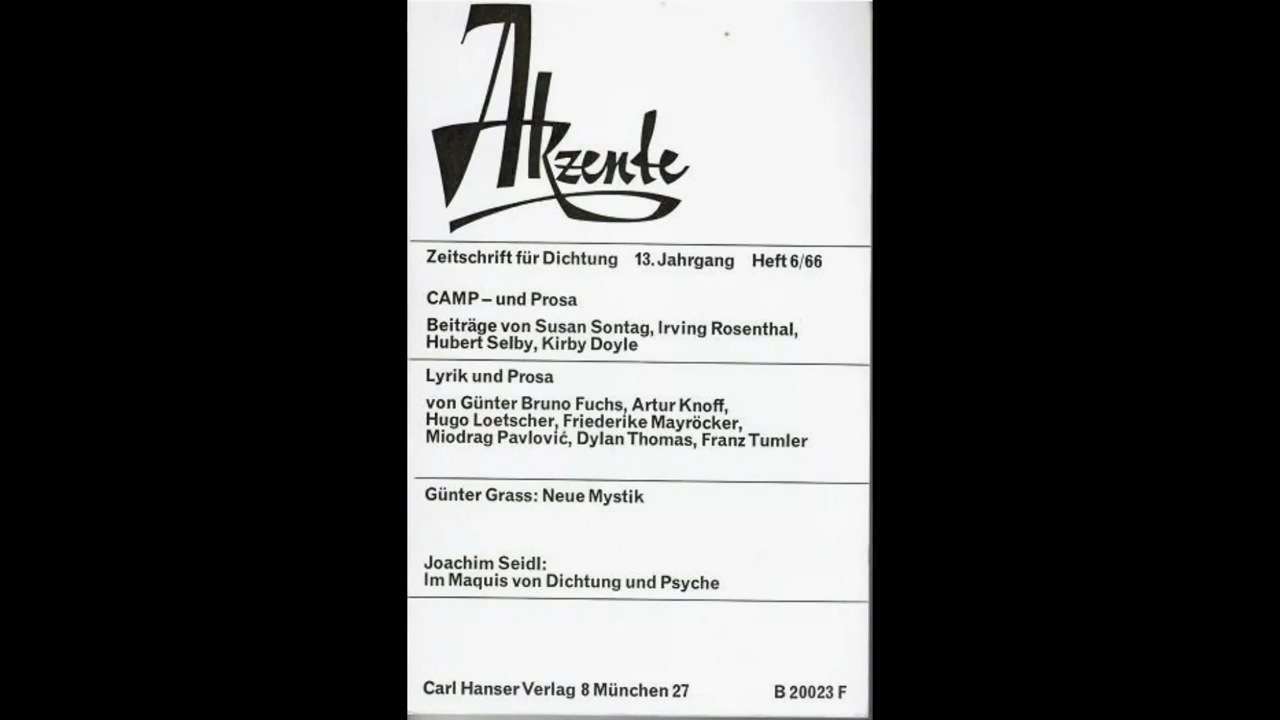 Akzente
Zeitschrift für Dichtung 13. Jahrgang Heft 6/66
CAMP – und Prosa
Beiträge von Susan Sontag, Irving Rosenthal,
Hubert Selby, Kirby Doyle
Lyrik und Prosa
von Günter Bruno Fuchs, Artur Knoff,
Hugo Loetscher, Friederike Mayröcker,
Miodrag Pavlović, Dylan Thomas, Franz Tumler
Günter Grass: Neue Mystik
Joachim Seidl:
Im Maquis von Dichtung und Psyche
Carl Hanser Verlag 8 München 27 B 20023 F